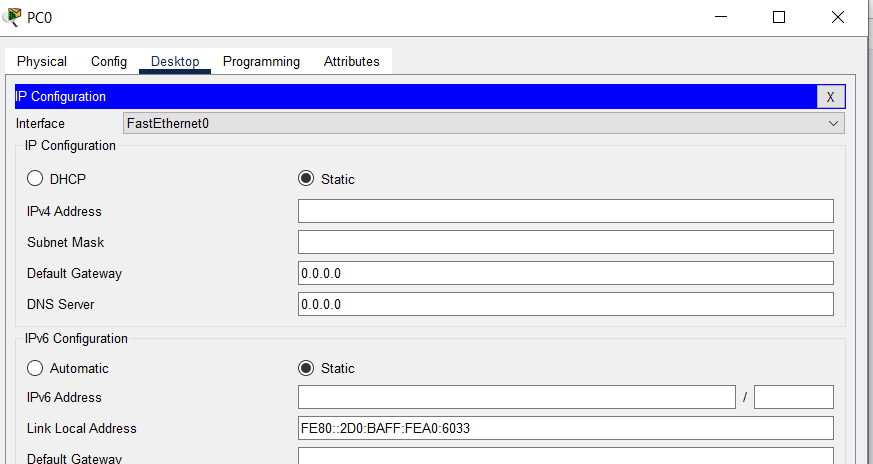 PC0
Physical Config Desktop Programming Attributes
IP Configuration X
Interface FastEthernet0
IP Configuration
DHCP Static
IPv4 Address
Subnet Mask
Default Gateway 0.0.0.0
DNS Server 0.0.0.0
IPv6 Configuration
Automatic Static
IPv6 Address /
Link Local Address FE80::2D0:BAFF:FEA0:6033
Default Gateway